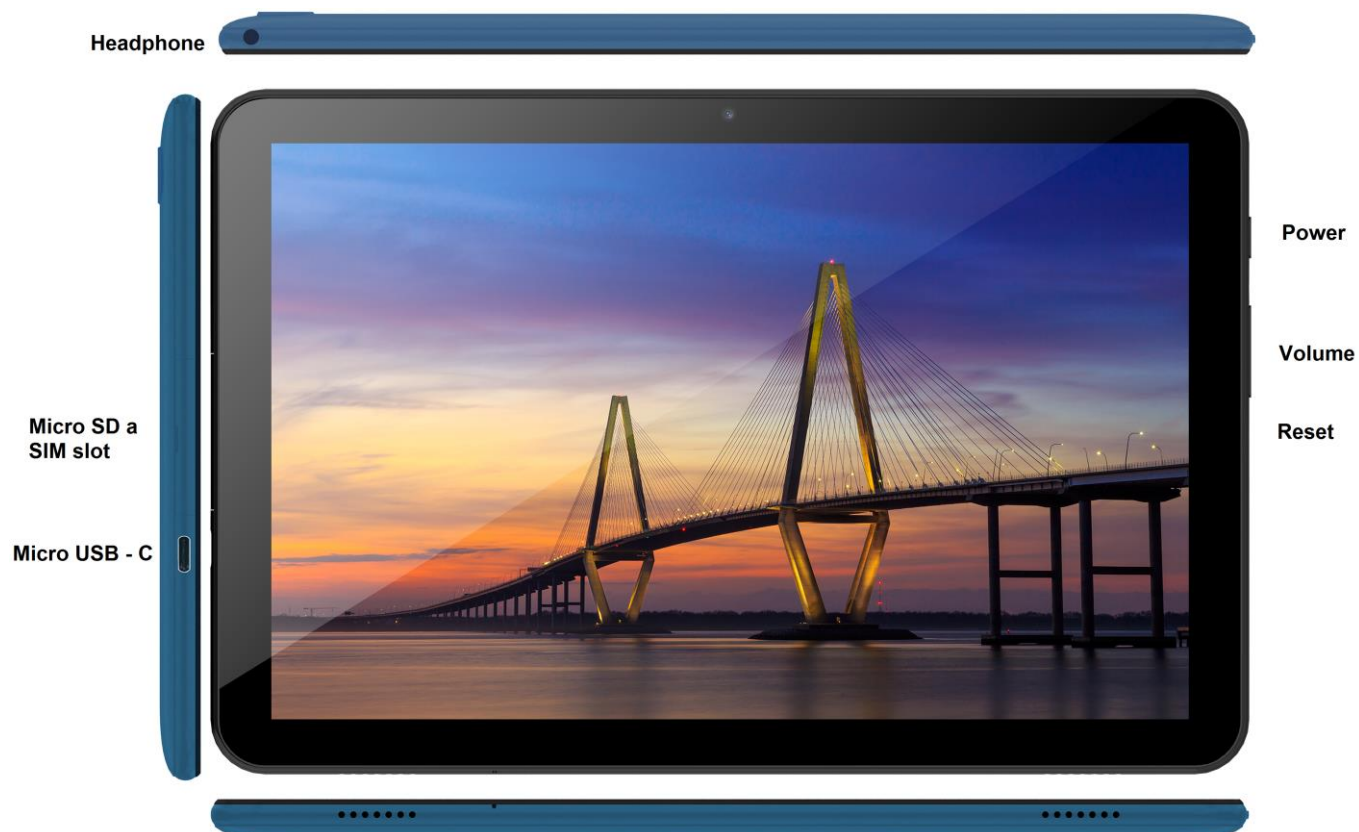 Headphone
Power
Volume
Micro SD a
SIM slot
Reset
Micro USB - C